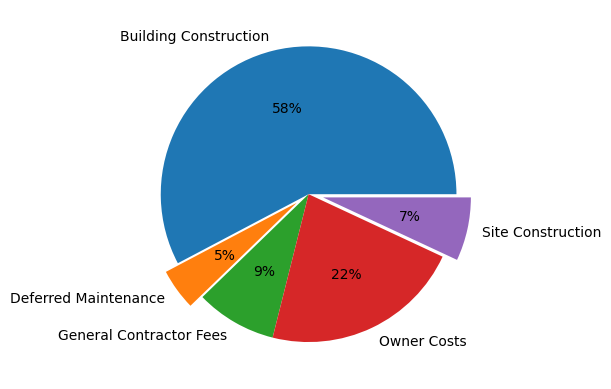 Building Construction
58%
7%
Site Construction
5%
9%
22%
Deferred Maintenance
General Contractor Fees
Owner Costs